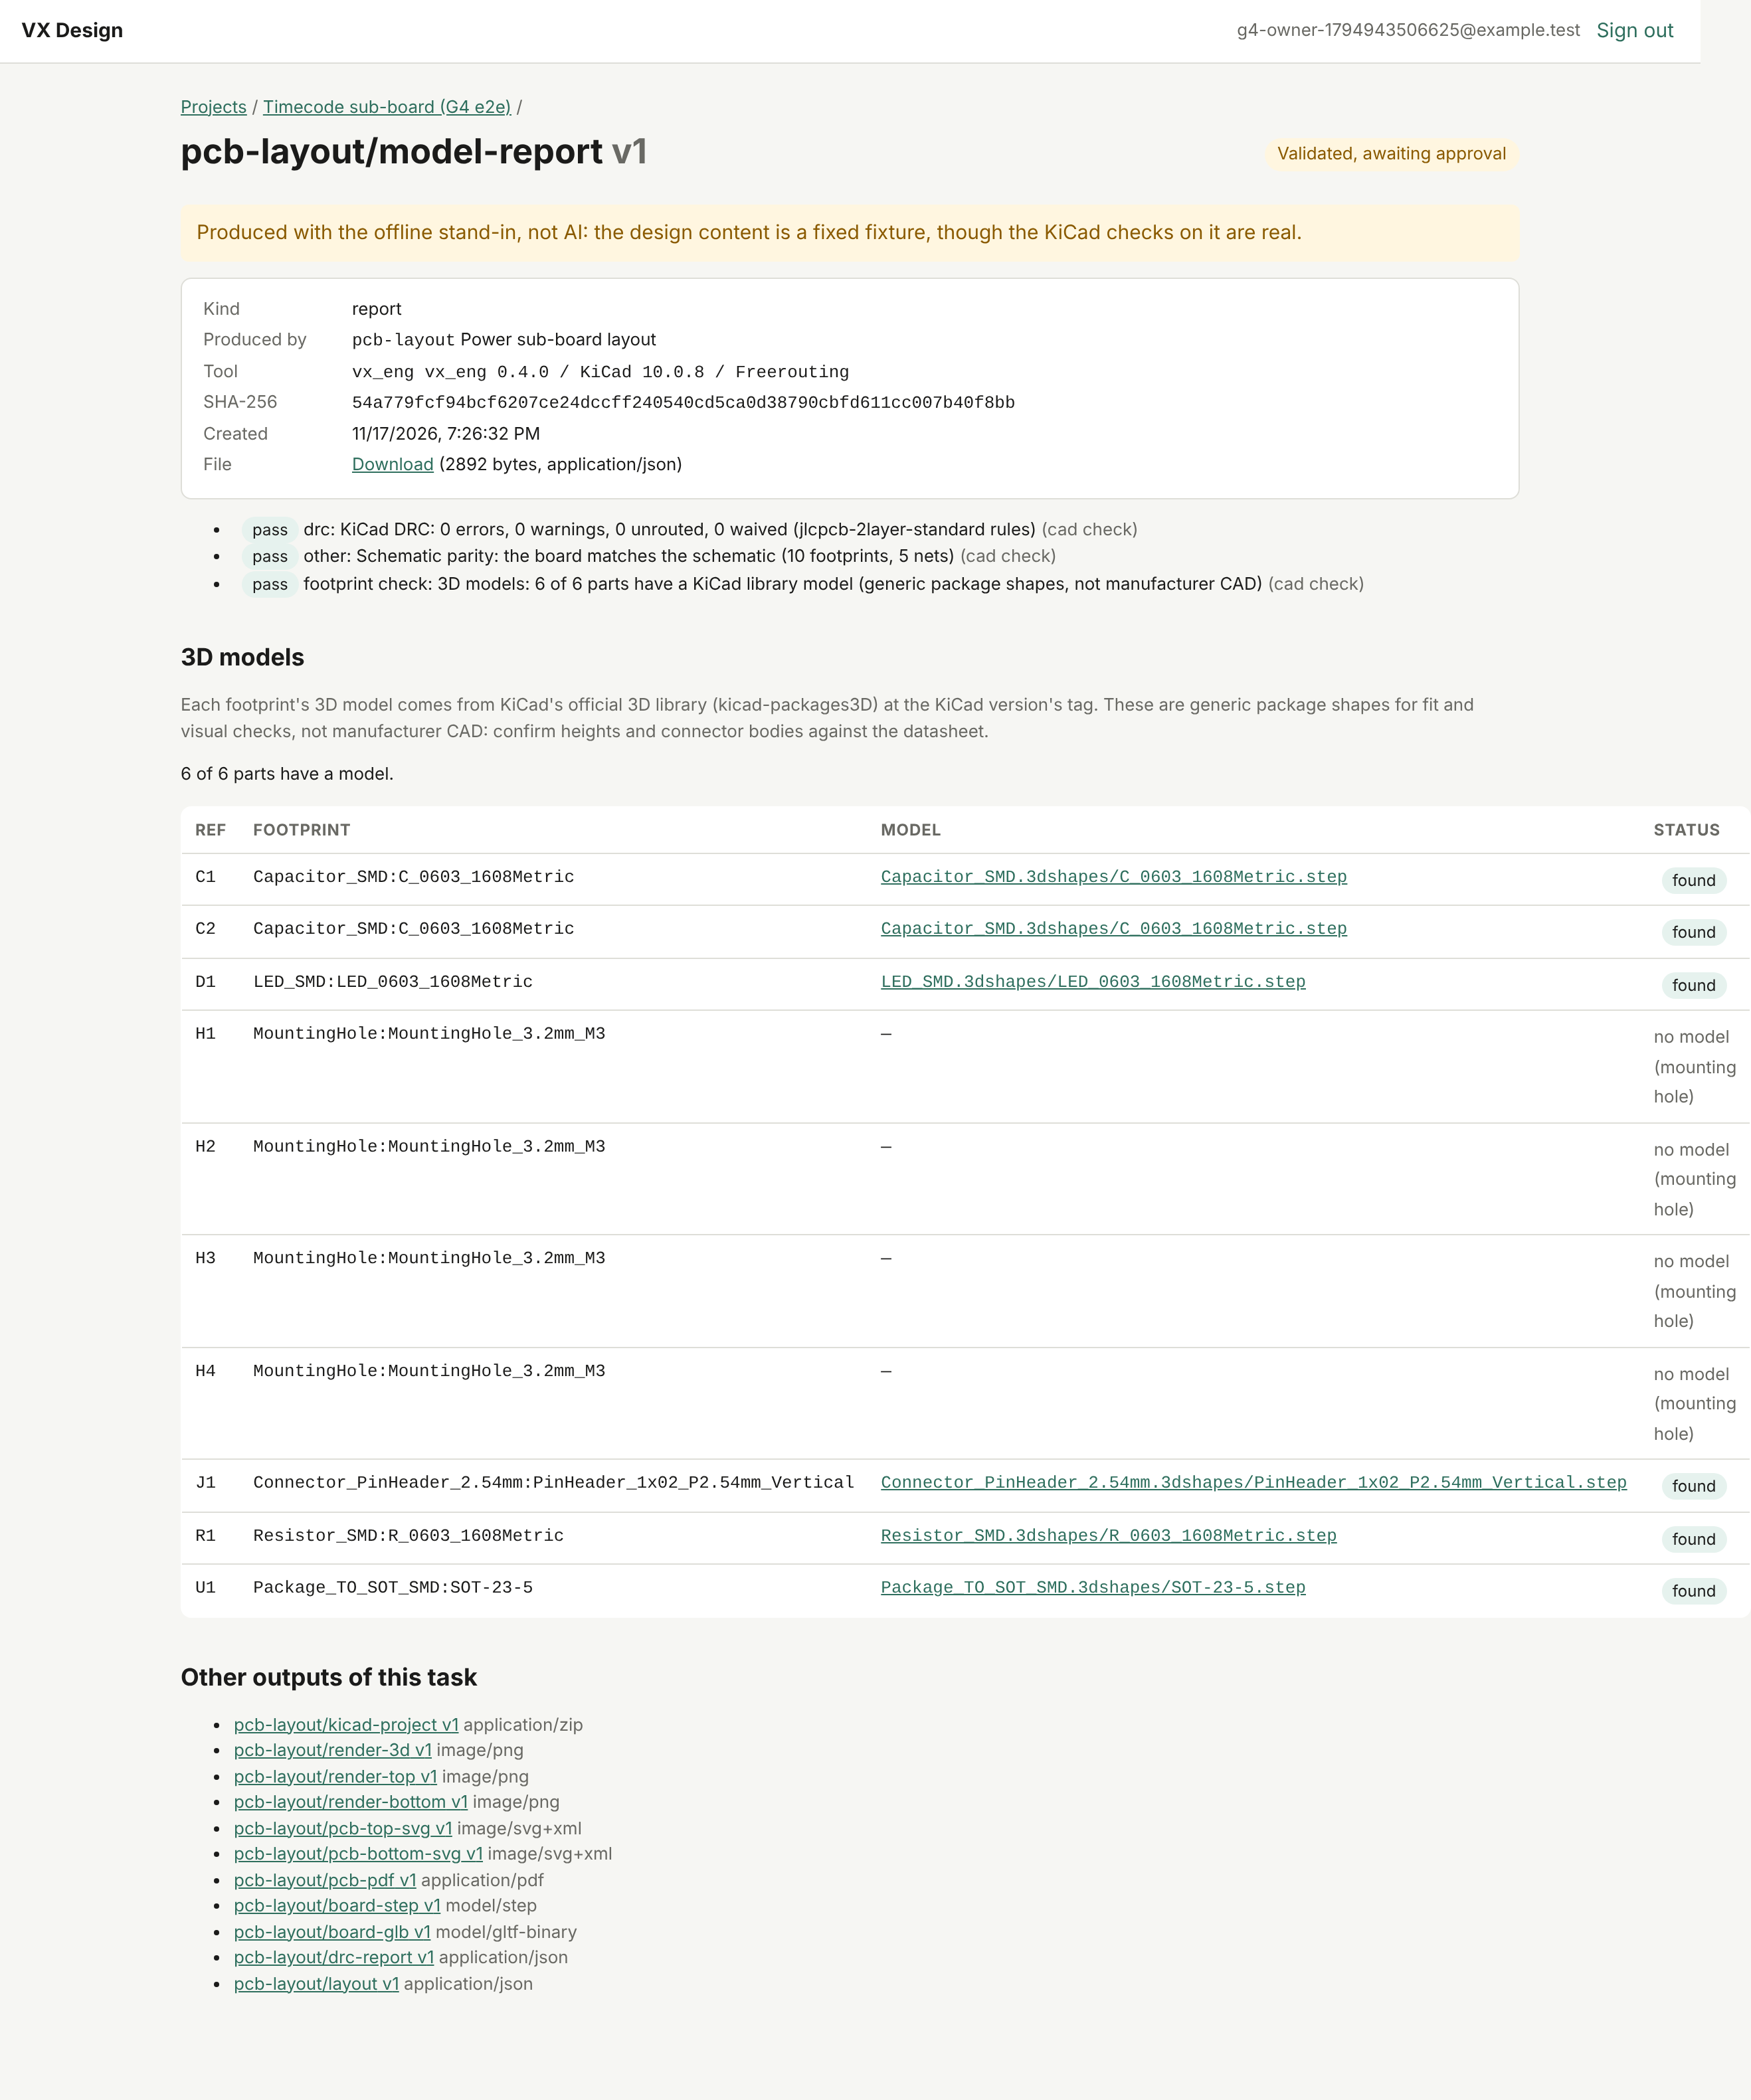 VX Design
g4-owner-1794943506625@example.test Sign out
Projects / Timecode sub-board (G4 e2e) /
pcb-layout/model-report v1
Validated, awaiting approval
Produced with the offline stand-in, not AI: the design content is a fixed fixture, though the KiCad checks on it are real.
Kind report
Produced by pcb-layout Power sub-board layout
Tool vx_eng vx_eng 0.4.0 / KiCad 10.0.8 / Freerouting
SHA-256 54a779fcf94bcf6207ce24dccff240540cd5ca0d38790cbfd611cc007b40f8bb
Created 11/17/2026, 7:26:32 PM
File Download (2892 bytes, application/json)
• pass drc: KiCad DRC: 0 errors, 0 warnings, 0 unrouted, 0 waived (jlcpcb-2layer-standard rules) (cad check)
• pass other: Schematic parity: the board matches the schematic (10 footprints, 5 nets) (cad check)
• pass footprint check: 3D models: 6 of 6 parts have a KiCad library model (generic package shapes, not manufacturer CAD) (cad check)
3D models
Each footprint's 3D model comes from KiCad's official 3D library (kicad-packages3D) at the KiCad version's tag. These are generic package shapes for fit and
visual checks, not manufacturer CAD: confirm heights and connector bodies against the datasheet.
6 of 6 parts have a model.
REF FOOTPRINT MODEL STATUS
C1 Capacitor_SMD:C_0603_1608Metric Capacitor_SMD.3dshapes/C_0603_1608Metric.step found
C2 Capacitor_SMD:C_0603_1608Metric Capacitor_SMD.3dshapes/C_0603_1608Metric.step found
D1 LED_SMD:LED_0603_1608Metric LED_SMD.3dshapes/LED_0603_1608Metric.step found
H1 MountingHole:MountingHole_3.2mm_M3 — no model
(mounting
hole)
H2 MountingHole:MountingHole_3.2mm_M3 — no model
(mounting
hole)
H3 MountingHole:MountingHole_3.2mm_M3 — no model
(mounting
hole)
H4 MountingHole:MountingHole_3.2mm_M3 — no model
(mounting
hole)
J1 Connector_PinHeader_2.54mm:PinHeader_1x02_P2.54mm_Vertical Connector_PinHeader_2.54mm.3dshapes/PinHeader_1x02_P2.54mm_Vertical.step found
R1 Resistor_SMD:R_0603_1608Metric Resistor_SMD.3dshapes/R_0603_1608Metric.step found
U1 Package_TO_SOT_SMD:SOT-23-5 Package_TO_SOT_SMD.3dshapes/SOT-23-5.step found
Other outputs of this task
• pcb-layout/kicad-project v1 application/zip
• pcb-layout/render-3d v1 image/png
• pcb-layout/render-top v1 image/png
• pcb-layout/render-bottom v1 image/png
• pcb-layout/pcb-top-svg v1 image/svg+xml
• pcb-layout/pcb-bottom-svg v1 image/svg+xml
• pcb-layout/pcb-pdf v1 application/pdf
• pcb-layout/board-step v1 model/step
• pcb-layout/board-glb v1 model/gltf-binary
• pcb-layout/drc-report v1 application/json
• pcb-layout/layout v1 application/json